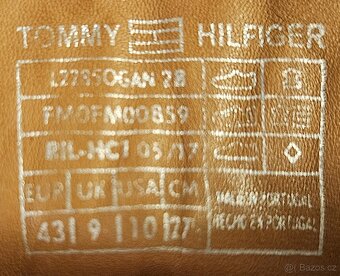 TOMMY HILFIGER
L2285OGAN 2B
FM0FM00859
RIL-HC1 05/17
EUR UK USA CM
MADE IN PORTUGAL
43 9 10 27
HECHO EN PORTUGAL
Bazos.cz